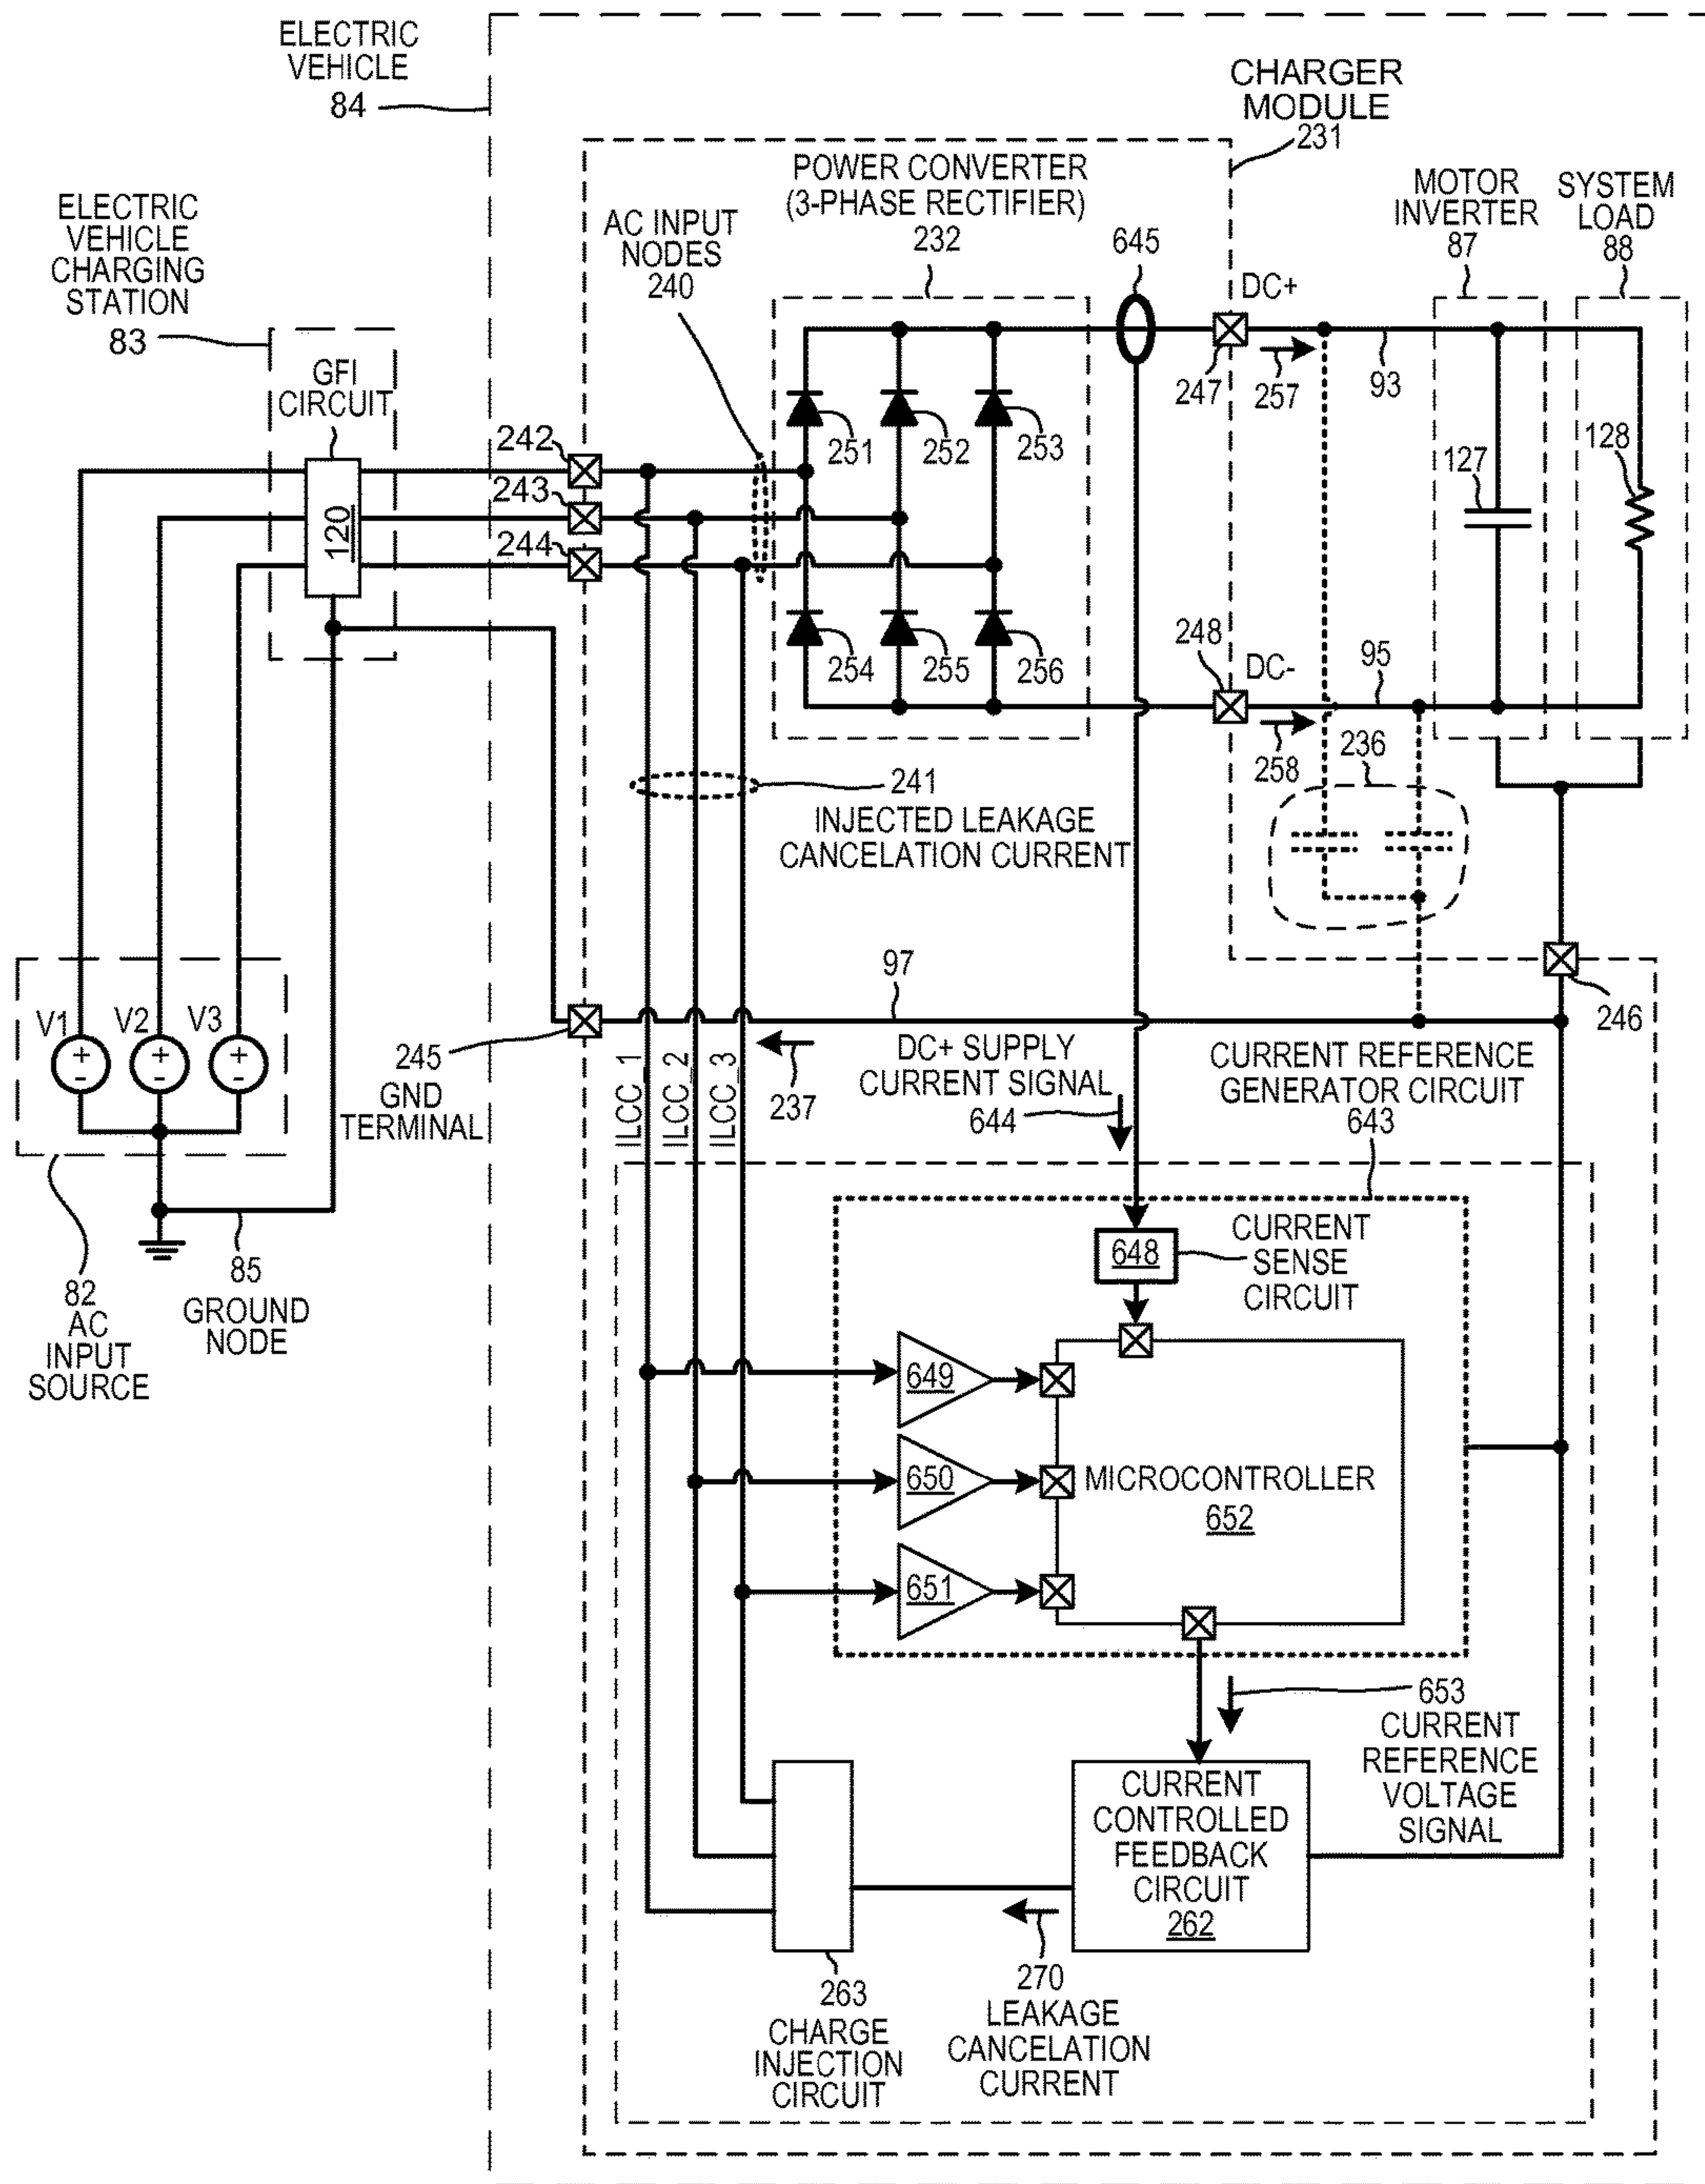 ELECTRIC
VEHICLE
84
CHARGER
MODULE
231
POWER CONVERTER
(3-PHASE RECTIFIER)
232
MOTOR
INVERTER
87
SYSTEM
LOAD
88
ELECTRIC
VEHICLE
CHARGING
STATION
83
AC INPUT
NODES
240
645
DC+
GFI
CIRCUIT
247
257
93
242
251
252
253
127
128
243
120
244
248
DC-
95
254
255
256
258
236
241
INJECTED LEAKAGE
CANCELATION CURRENT
97
246
V1
V2
V3
+
-
+
-
+
-
245
GND
TERMINAL
ILCC_1
ILCC_2
ILCC_3
237
DC+ SUPPLY
CURRENT SIGNAL
644
CURRENT REFERENCE
GENERATOR CIRCUIT
643
82
AC
INPUT
SOURCE
85
GROUND
NODE
648
CURRENT
SENSE
CIRCUIT
649
650
651
MICROCONTROLLER
652
653
CURRENT
REFERENCE
VOLTAGE
SIGNAL
CURRENT
CONTROLLED
FEEDBACK
CIRCUIT
262
263
CHARGE
INJECTION
CIRCUIT
270
LEAKAGE
CANCELATION
CURRENT